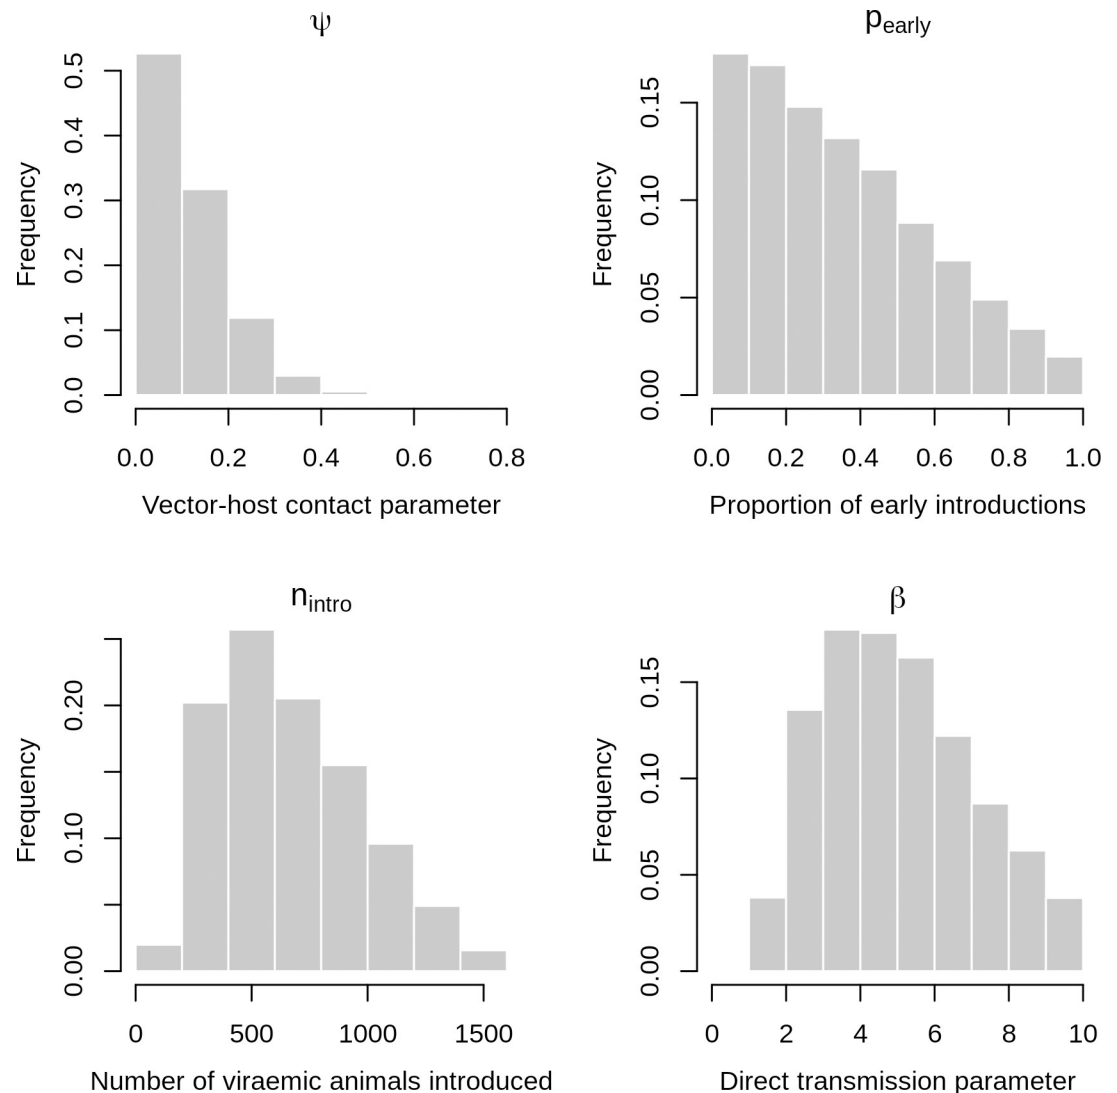 ψ
Frequency
0.0 0.1 0.2 0.3 0.4 0.5
0.0 0.2 0.4 0.6 0.8
Vector-host contact parameter
pearly
Frequency
0.00 0.05 0.10 0.15
0.0 0.2 0.4 0.6 0.8 1.0
Proportion of early introductions
nintro
Frequency
0.00 0.10 0.20
0 500 1000 1500
Number of viraemic animals introduced
β
Frequency
0.00 0.05 0.10 0.15
0 2 4 6 8 10
Direct transmission parameter